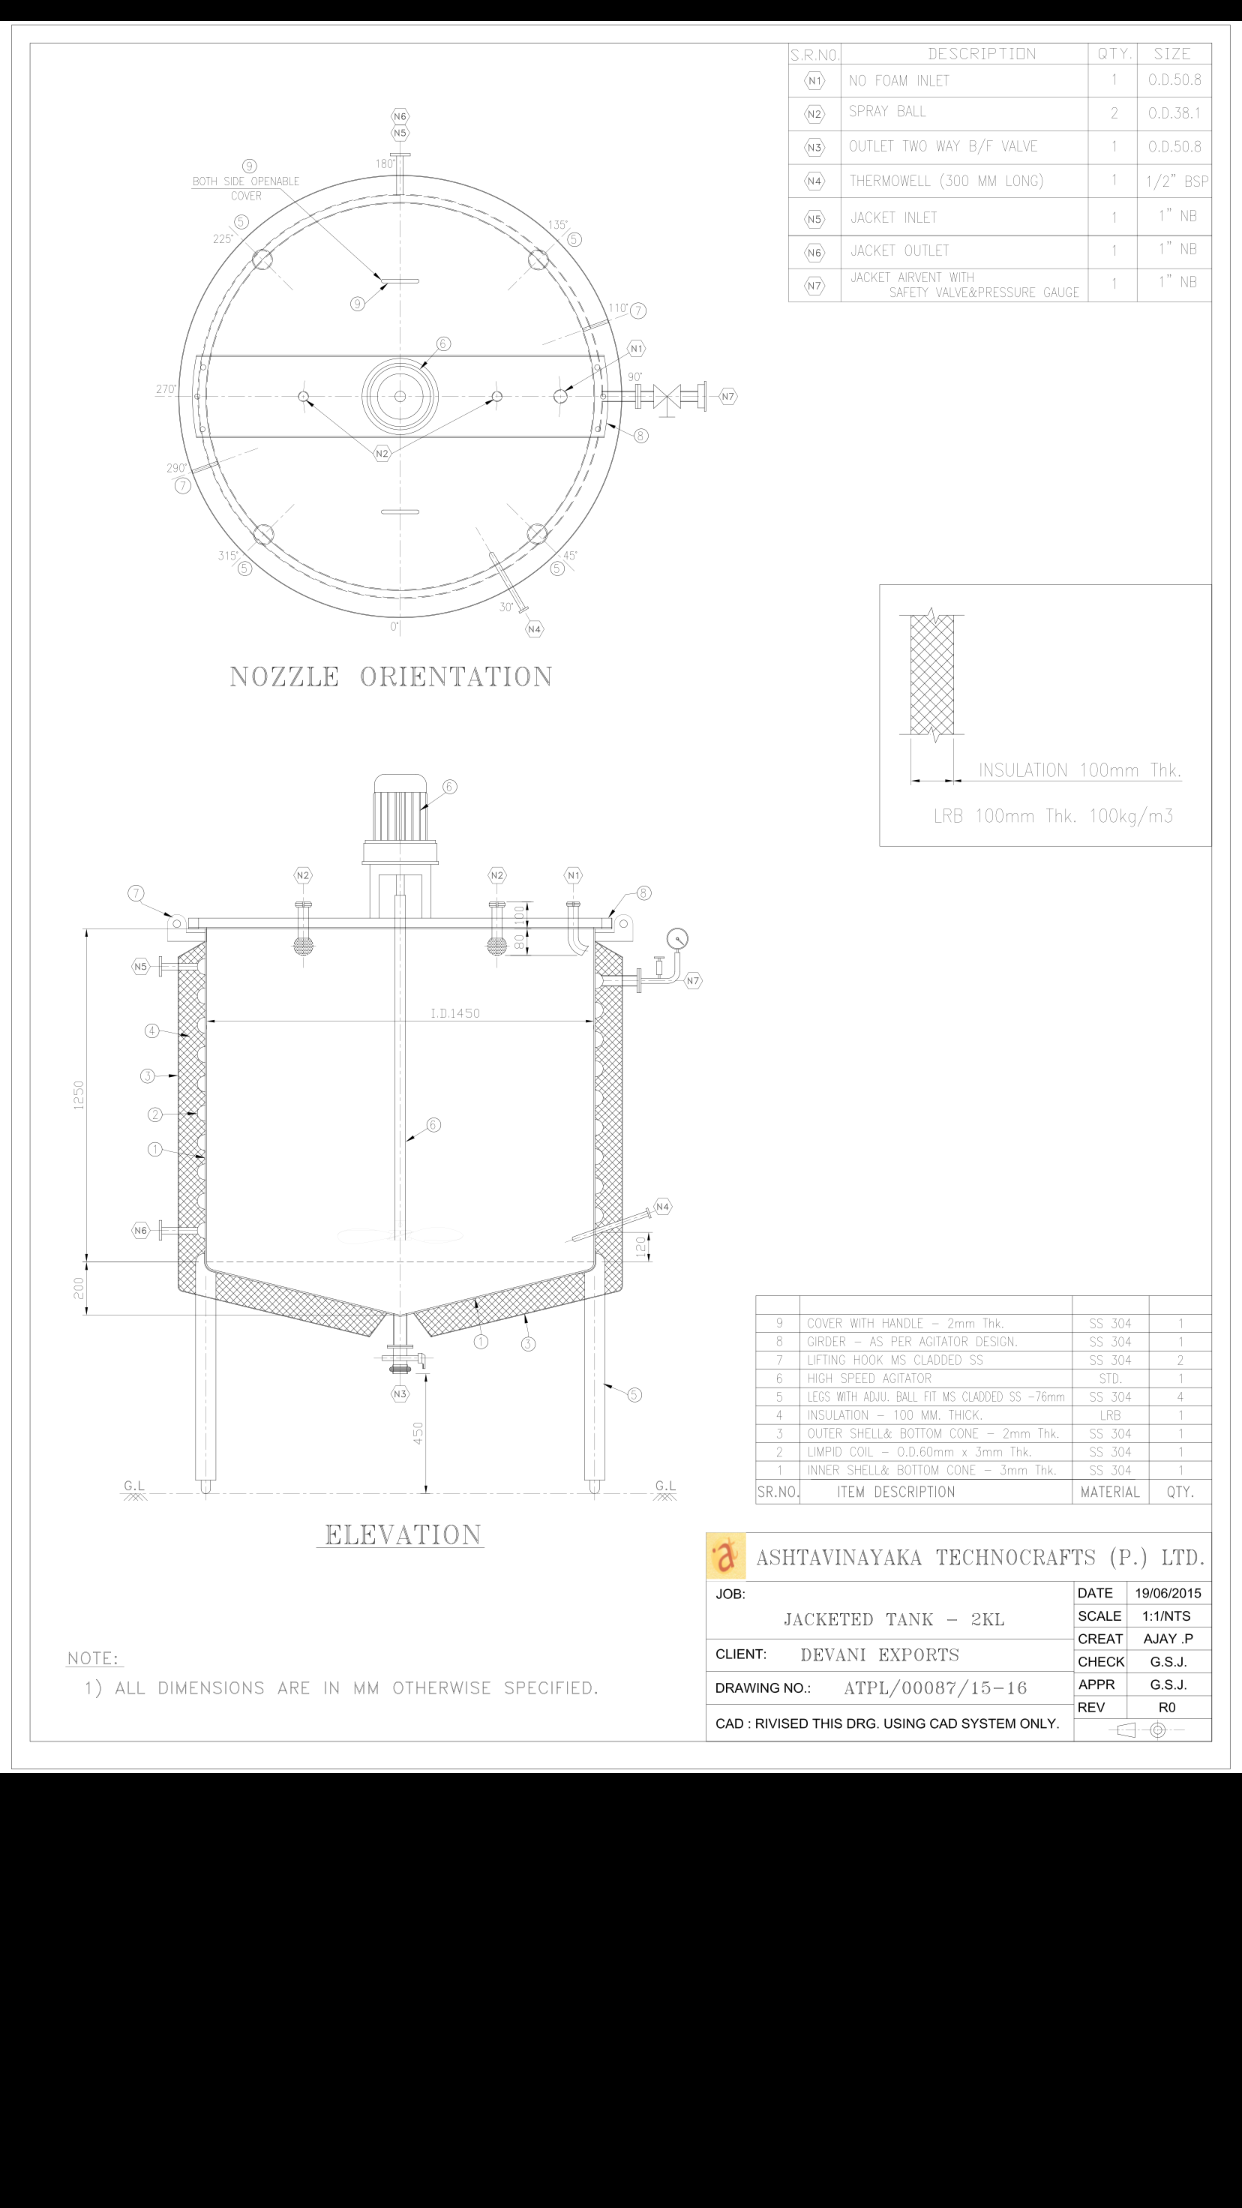 S.R.NO. DESCRIPTION QTY. SIZE
N1 NO FOAM INLET 1 O.D.50.8
N2 SPRAY BALL 2 O.D.38.1
N3 OUTLET TWO WAY B/F VALVE 1 O.D.50.8
N4 THERMOWELL (300 MM LONG) 1 1/2" BSP
N5 JACKET INLET 1 1" NB
N6 JACKET OUTLET 1 1" NB
N7 JACKET AIRVENT WITH
SAFETY VALVE&PRESSURE GAUGE 1 1" NB
N6
N5
180°
9
BOTH SIDE OPENABLE
COVER
5
225°
135°
5
9
110° 7
6
N1
270°
90°
N7
8
N2
290°
7
315°
5
45°
5
30°
0°
N4
NOZZLE ORIENTATION
INSULATION 100mm Thk.
LRB 100mm Thk. 100kg/m3
6
N2
N2
N1
7
8
100
80
N5
N7
I.D.1450
4
3
1250
2
6
1
N4
N6
120
200
1
3
N3
5
450
G.L
G.L
ELEVATION
9 COVER WITH HANDLE - 2mm Thk. SS 304 1
8 GIRDER - AS PER AGITATOR DESIGN. SS 304 1
7 LIFTING HOOK MS CLADDED SS SS 304 2
6 HIGH SPEED AGITATOR STD. 1
5 LEGS WITH ADJU. BALL FIT MS CLADDED SS -76mm SS 304 4
4 INSULATION - 100 MM. THICK. LRB 1
3 OUTER SHELL& BOTTOM CONE - 2mm Thk. SS 304 1
2 LIMPID COIL - O.D.60mm x 3mm Thk. SS 304 1
1 INNER SHELL& BOTTOM CONE - 3mm Thk. SS 304 1
SR.NO. ITEM DESCRIPTION MATERIAL QTY.
a
ASHTAVINAYAKA TECHNOCRAFTS (P.) LTD.
JOB:
JACKETED TANK - 2KL
CLIENT: DEVANI EXPORTS
DRAWING NO.: ATPL/00087/15-16
CAD : RIVISED THIS DRG. USING CAD SYSTEM ONLY.
DATE 19/06/2015
SCALE 1:1/NTS
CREAT AJAY .P
CHECK G.S.J.
APPR G.S.J.
REV R0
NOTE:
1) ALL DIMENSIONS ARE IN MM OTHERWISE SPECIFIED.